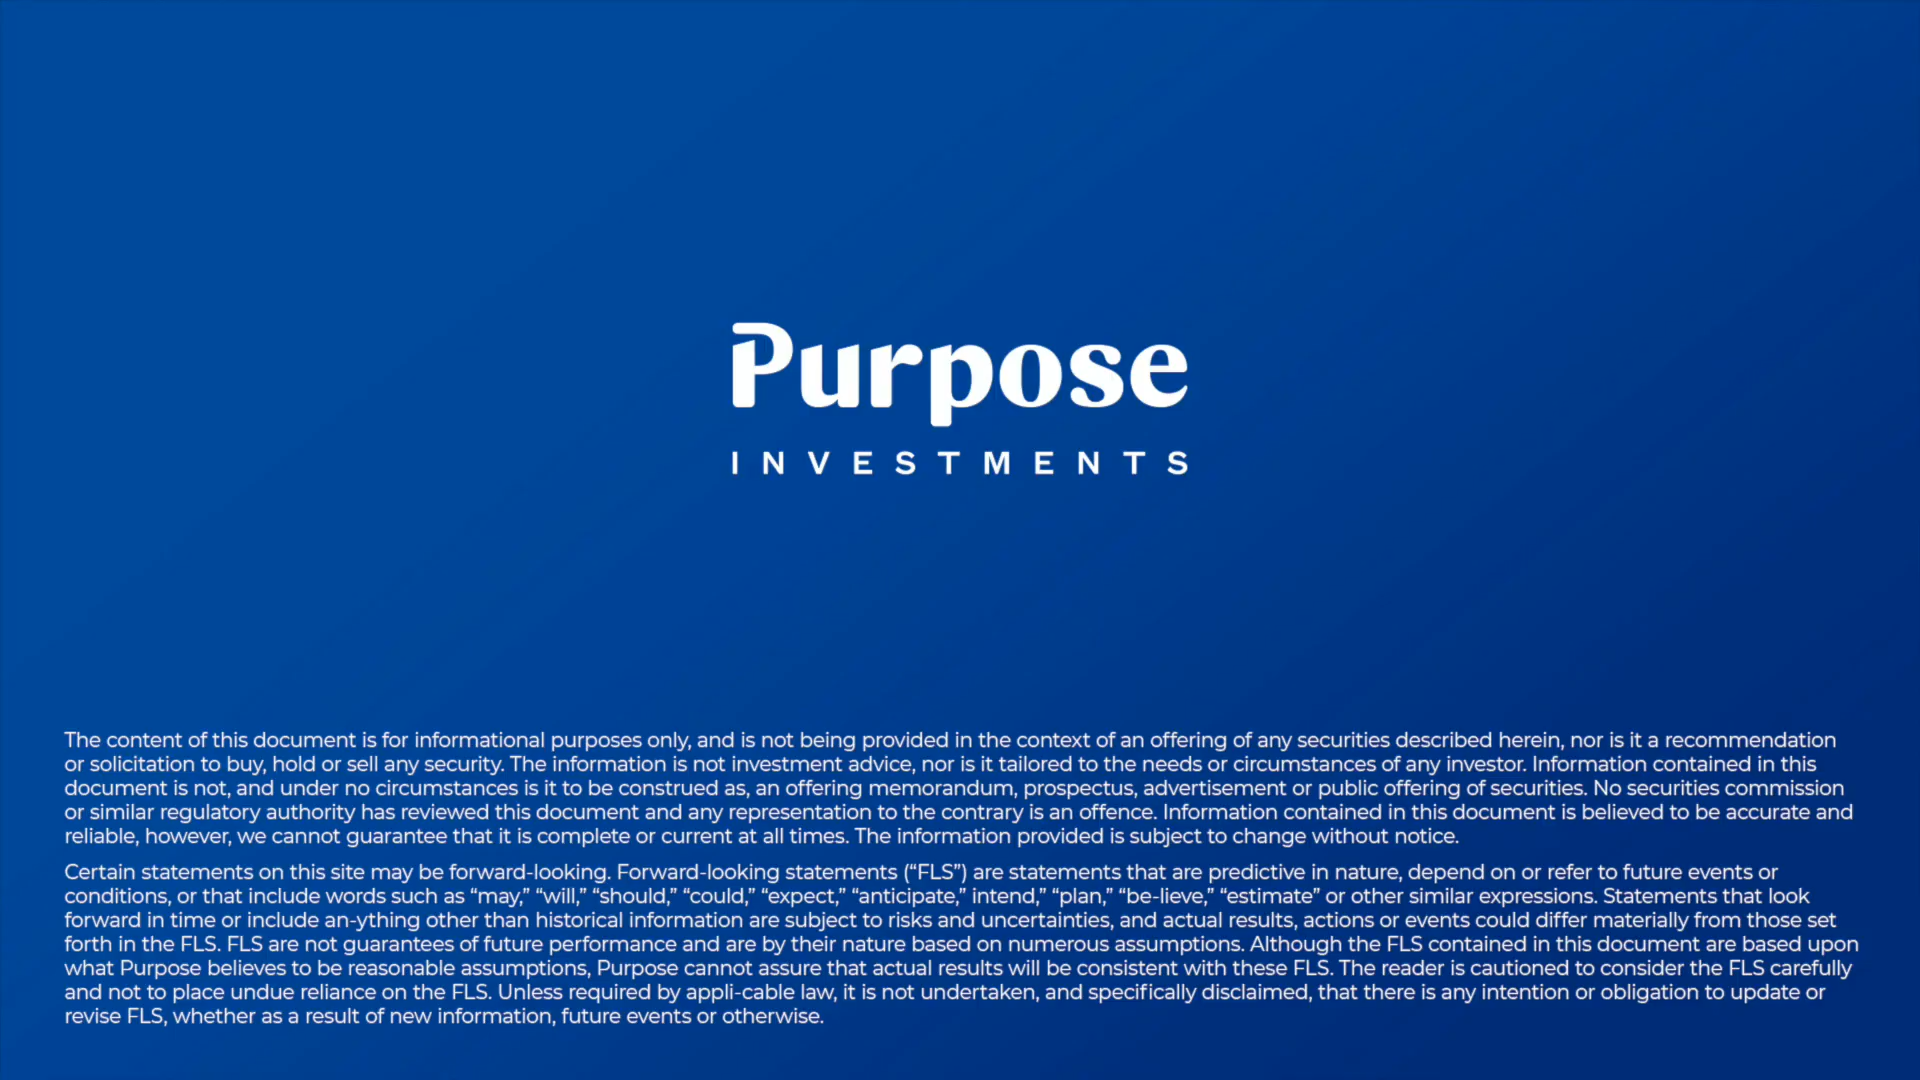 Purpose
INVESTMENTS
The content of this document is for informational purposes only, and is not being provided in the context of an offering of any securities described herein, nor is it a recommendation
or solicitation to buy, hold or sell any security. The information is not investment advice, nor is it tailored to the needs or circumstances of any investor. Information contained in this
document is not, and under no circumstances is it to be construed as, an offering memorandum, prospectus, advertisement or public offering of securities. No securities commission
or similar regulatory authority has reviewed this document and any representation to the contrary is an offence. Information contained in this document is believed to be accurate and
reliable, however, we cannot guarantee that it is complete or current at all times. The information provided is subject to change without notice.
Certain statements on this site may be forward-looking. Forward-looking statements (“FLS”) are statements that are predictive in nature, depend on or refer to future events or
conditions, or that include words such as “may,” “will,” “should,” “could,” “expect,” “anticipate,” intend,” “plan,” “be-lieve,” “estimate” or other similar expressions. Statements that look
forward in time or include an-ything other than historical information are subject to risks and uncertainties, and actual results, actions or events could differ materially from those set
forth in the FLS. FLS are not guarantees of future performance and are by their nature based on numerous assumptions. Although the FLS contained in this document are based upon
what Purpose believes to be reasonable assumptions, Purpose cannot assure that actual results will be consistent with these FLS. The reader is cautioned to consider the FLS carefully
and not to place undue reliance on the FLS. Unless required by appli-cable law, it is not undertaken, and specifically disclaimed, that there is any intention or obligation to update or
revise FLS, whether as a result of new information, future events or otherwise.